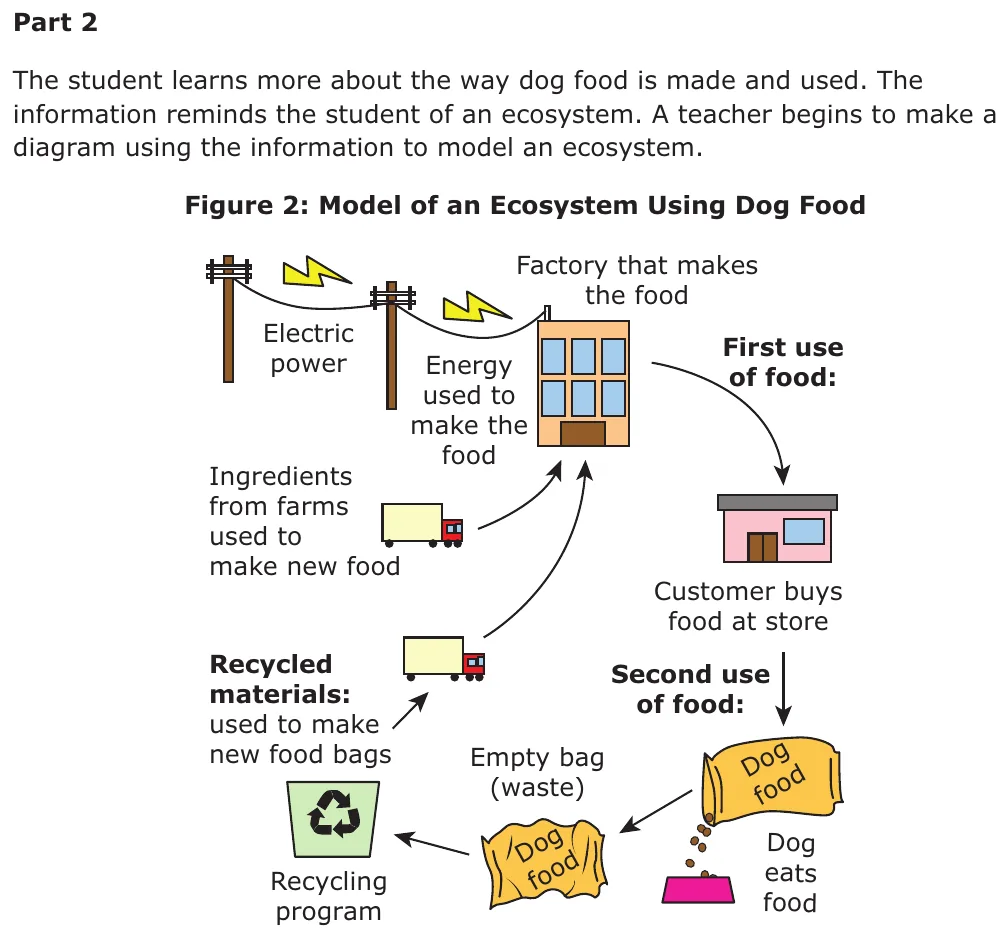 Part 2
The student learns more about the way dog food is made and used. The
information reminds the student of an ecosystem. A teacher begins to make a
diagram using the information to model an ecosystem.
Figure 2: Model of an Ecosystem Using Dog Food
Factory that makes
the food
Electric
power
Energy
used to
make the
food
First use
of food:
Ingredients
from farms
used to
make new food
Customer buys
food at store
Recycled
materials:
used to make
new food bags
Second use
of food:
Dog
food
Dog
eats
food
Empty bag
(waste)
Dog
food
Recycling
program